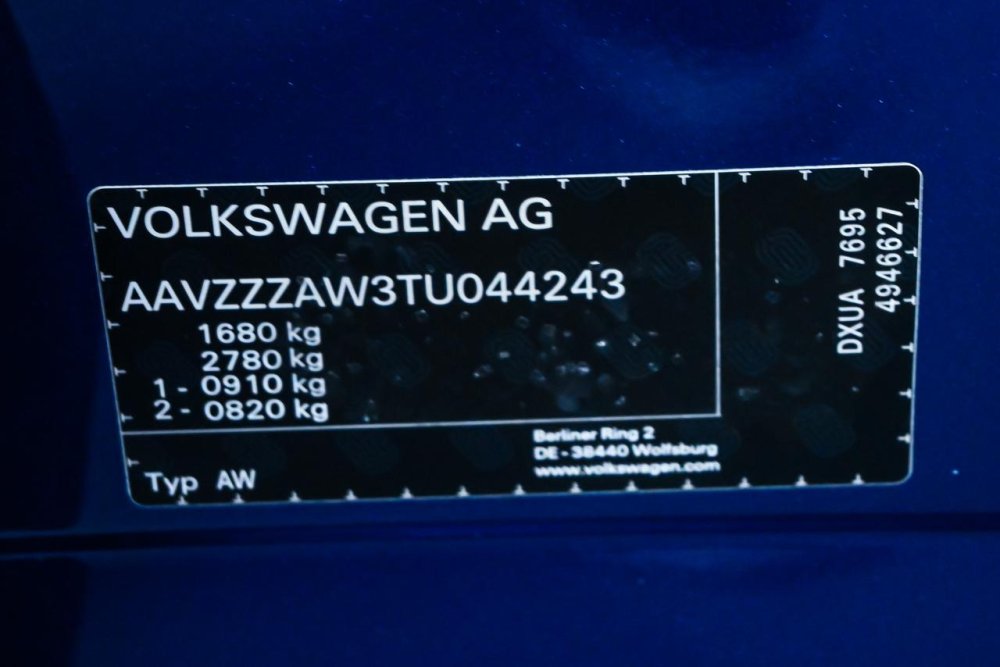 VOLKSWAGEN AG
AAVZZZAW3TU044243
1680 kg
2780 kg
1 - 0910 kg
2 - 0820 kg
Typ AW
Berliner Ring 2
DE - 38440 Wolfsburg
www.volkswagen.com
DXUA 7695
4946627